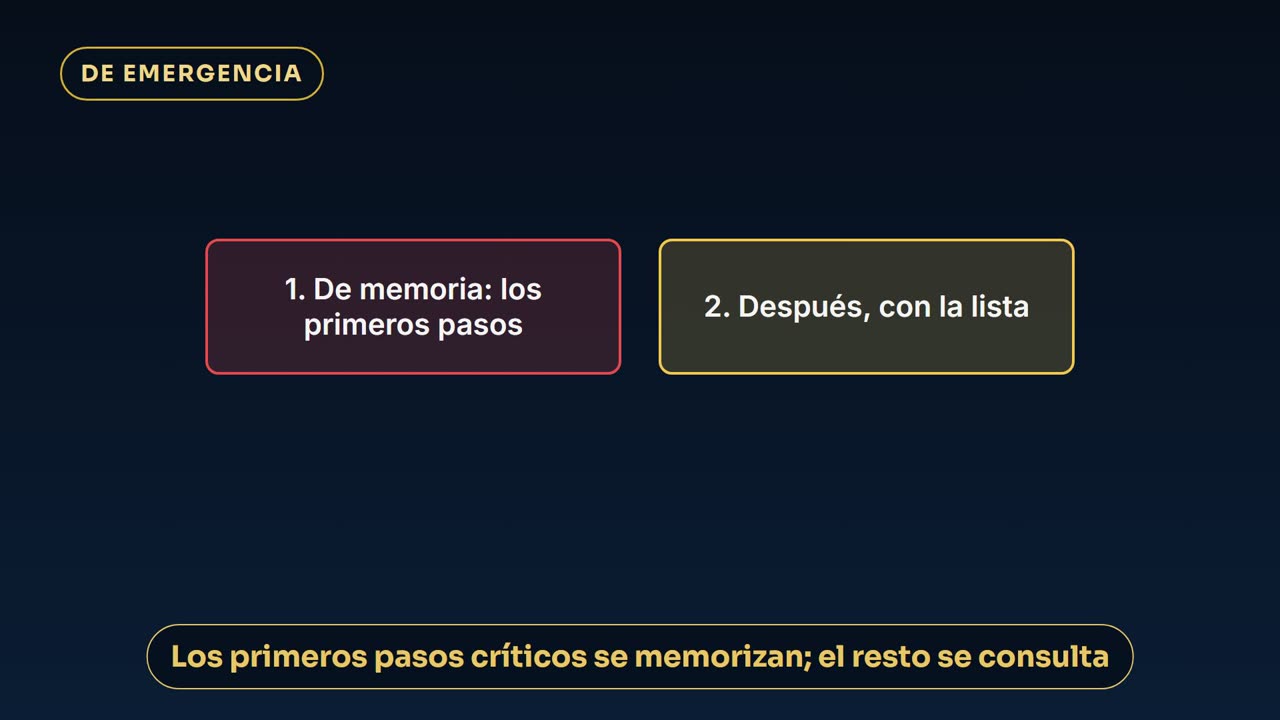 DE EMERGENCIA
1. De memoria: los
primeros pasos
2. Después, con la lista
Los primeros pasos críticos se memorizan; el resto se consulta